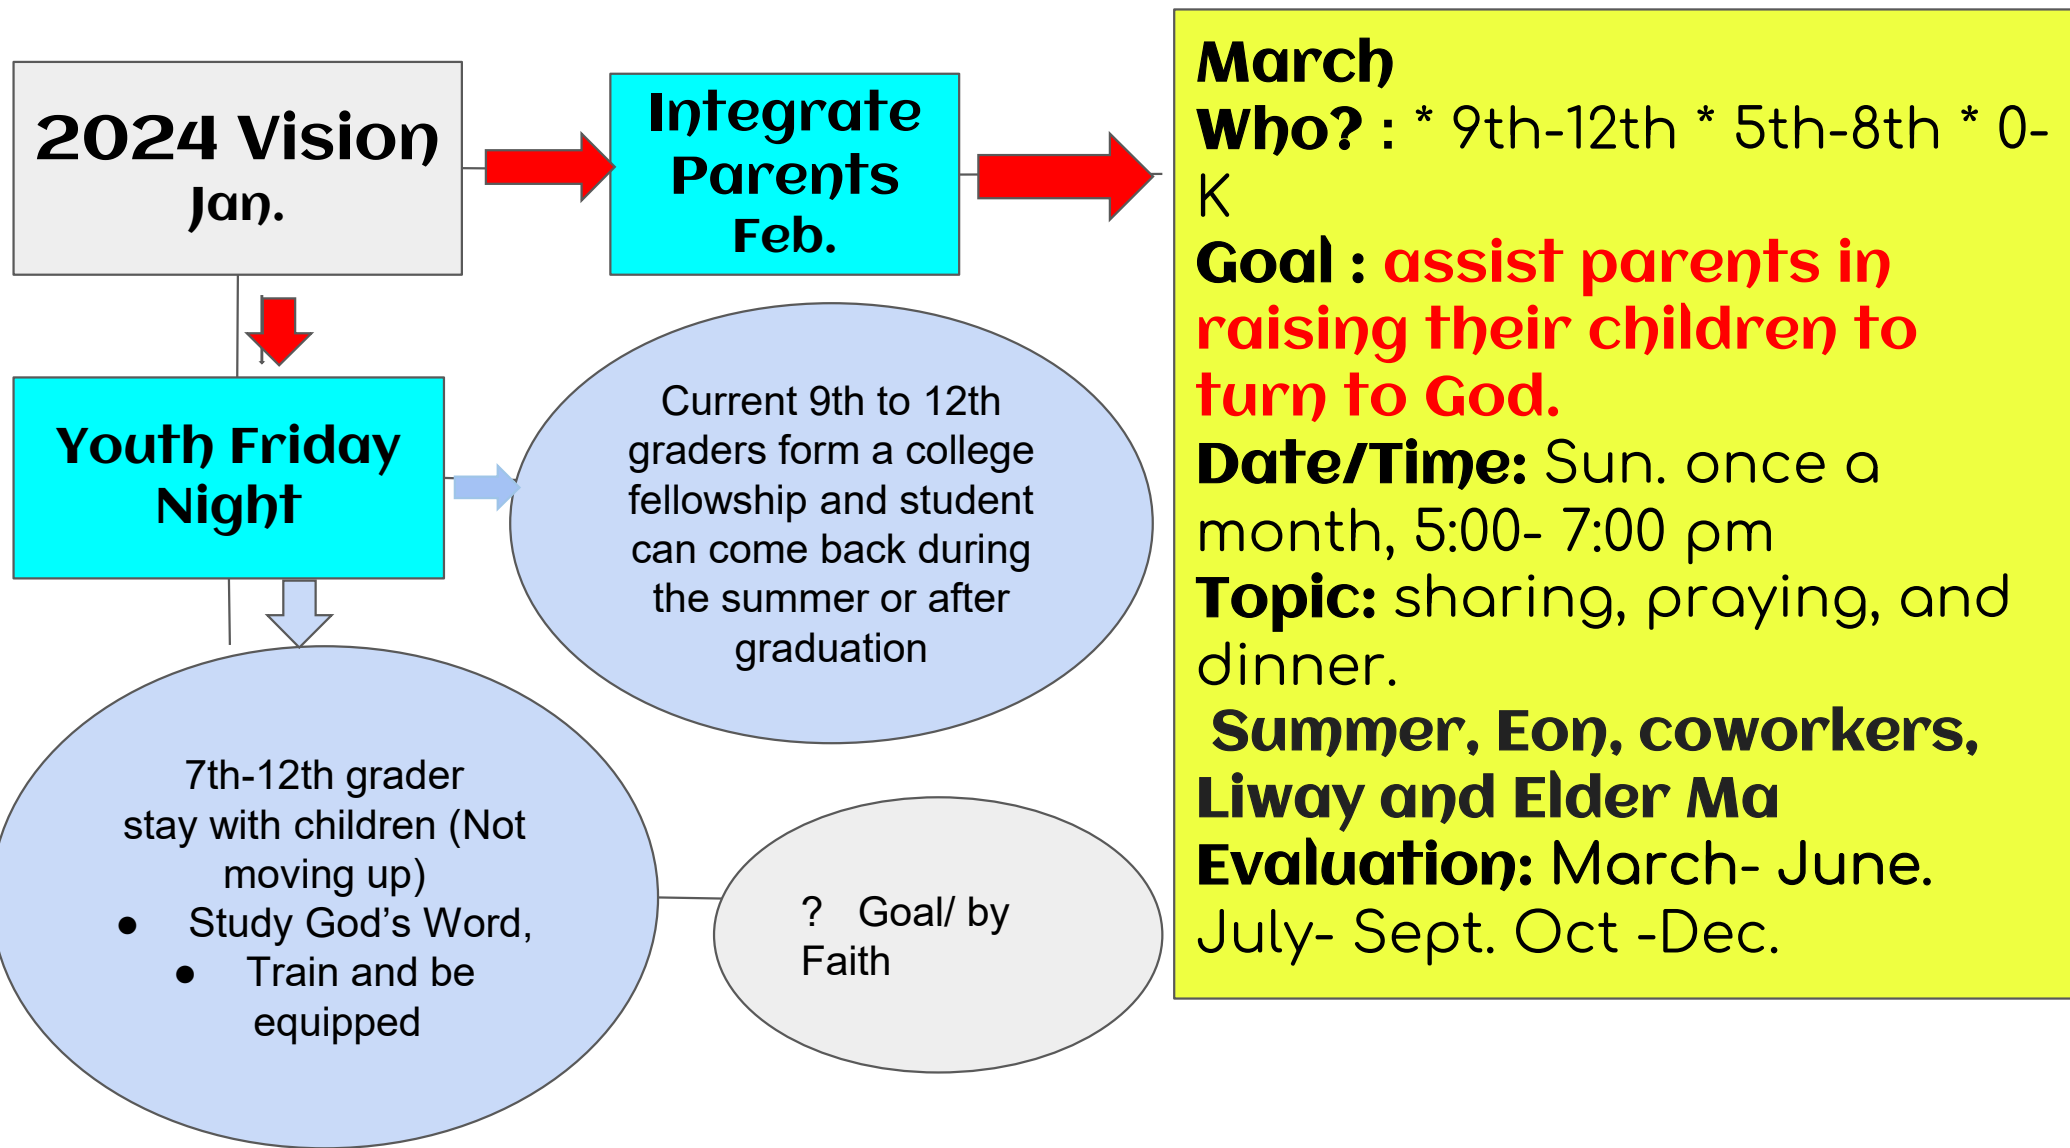 2024 Vision
Jan.
Integrate
Parents
Feb.
March
Who? : * 9th-12th * 5th-8th * 0-
K
Goal : assist parents in
raising their children to
turn to God.
Date/Time: Sun. once a
month, 5:00- 7:00 pm
Topic: sharing, praying, and
dinner.
Summer, Eon, coworkers,
Liway and Elder Ma
Evaluation: March- June.
July- Sept. Oct -Dec.
Youth Friday
Night
Current 9th to 12th
graders form a college
fellowship and student
can come back during
the summer or after
graduation
7th-12th grader
stay with children (Not
moving up)
● Study God’s Word,
● Train and be
equipped
? Goal/ by
Faith